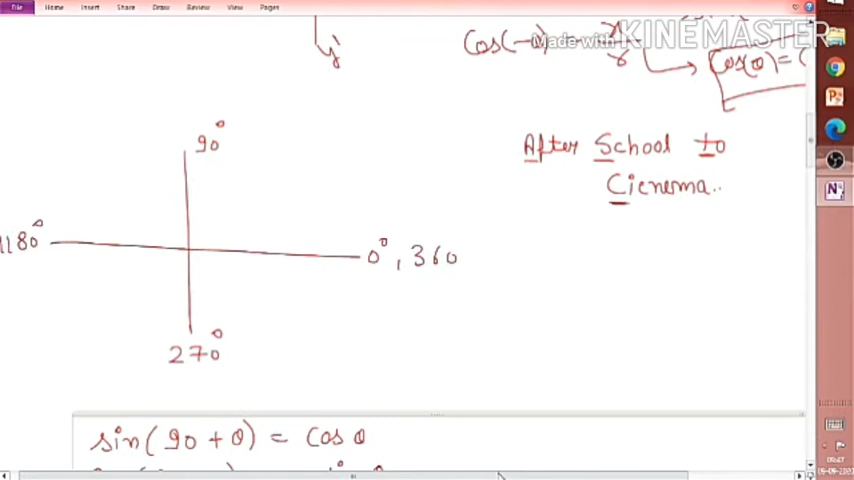 File Home Insert Share Draw Review View Pages
y'
Cos(-θ)
Made with KINEMASTER
Cos(θ) = (
90°
After School to
Cienema..
180°
0°, 360
270°
sin(90 + θ) = Cos θ